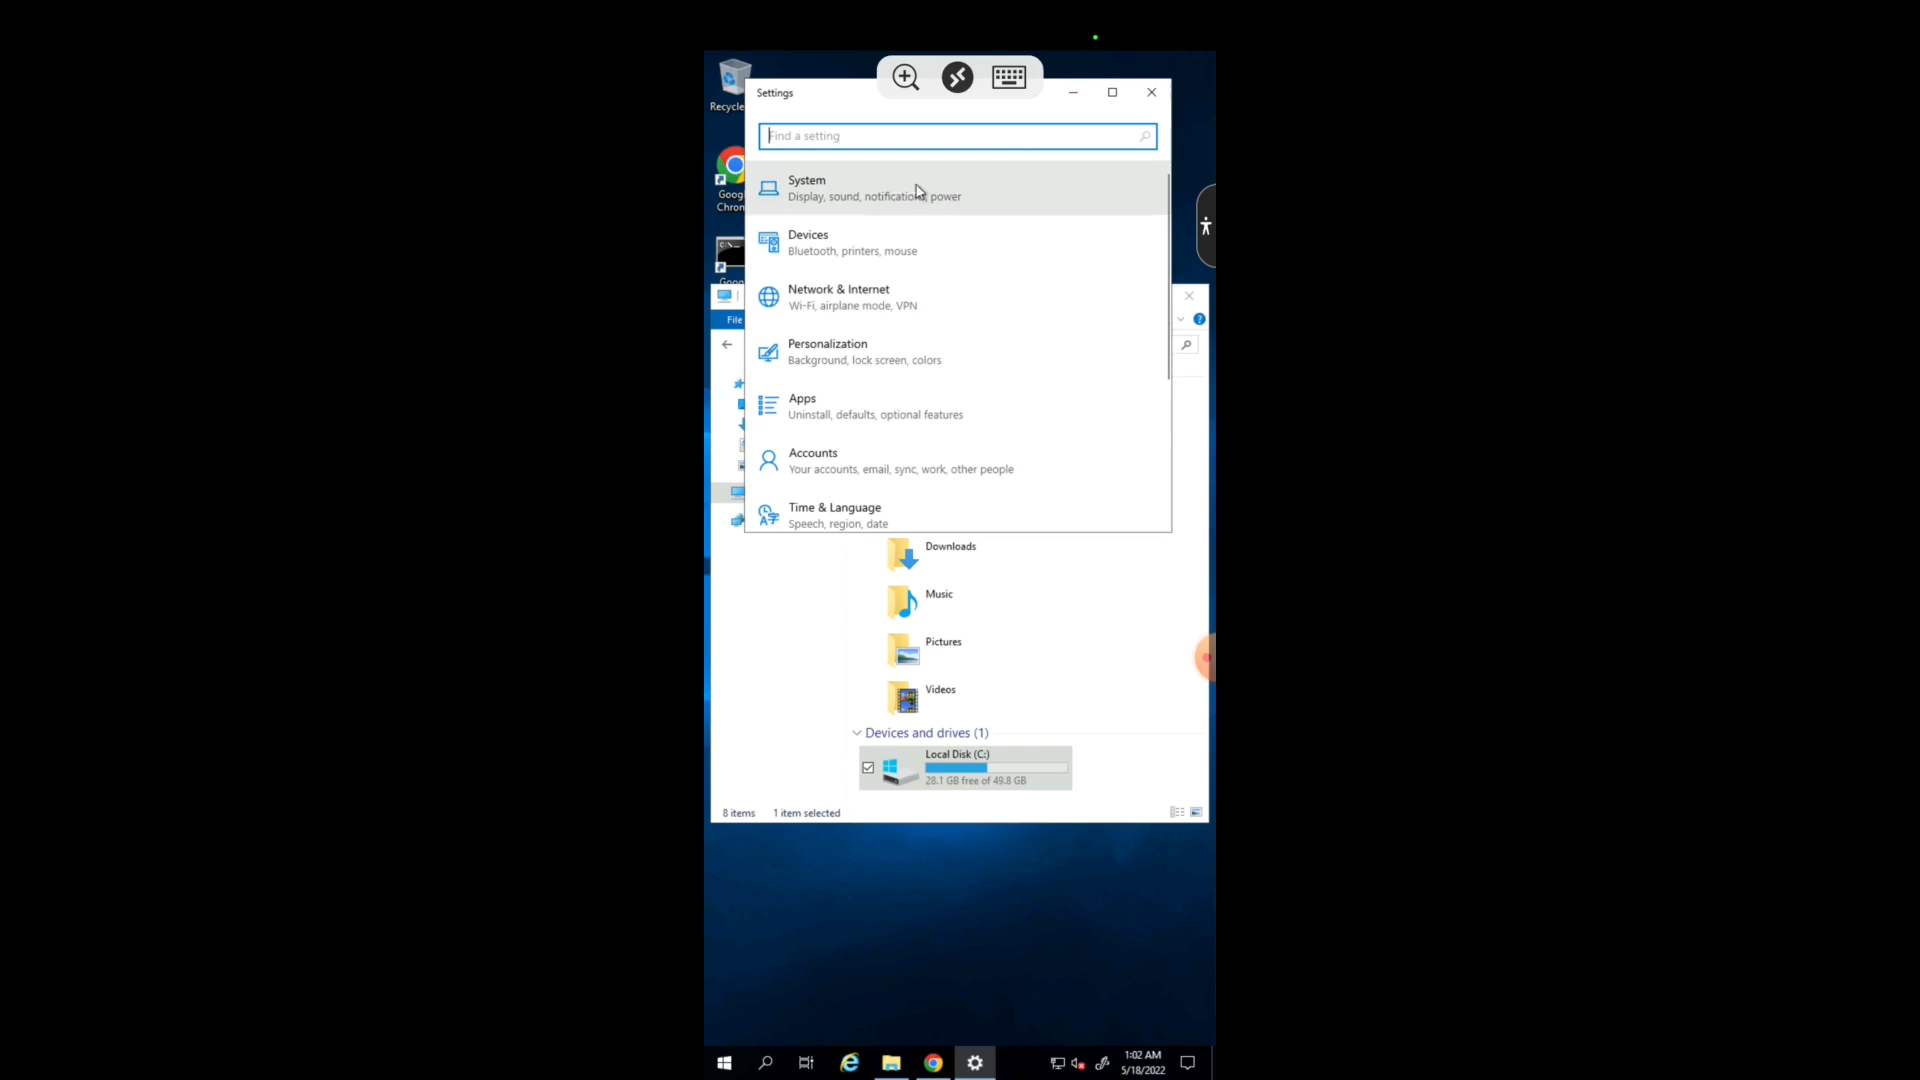 Recycle
Settings
Find a setting
System
Display, sound, notifications, power
Goog
Chrom
Devices
Bluetooth, printers, mouse
C:\
Network & Internet
Wi-Fi, airplane mode, VPN
File
Personalization
Background, lock screen, colors
Apps
Uninstall, defaults, optional features
Accounts
Your accounts, email, sync, work, other people
Time & Language
Speech, region, date
Downloads
Music
Pictures
Videos
Devices and drives (1)
Local Disk (C:)
28.1 GB free of 49.8 GB
8 items 1 item selected
1:02 AM
5/18/2022